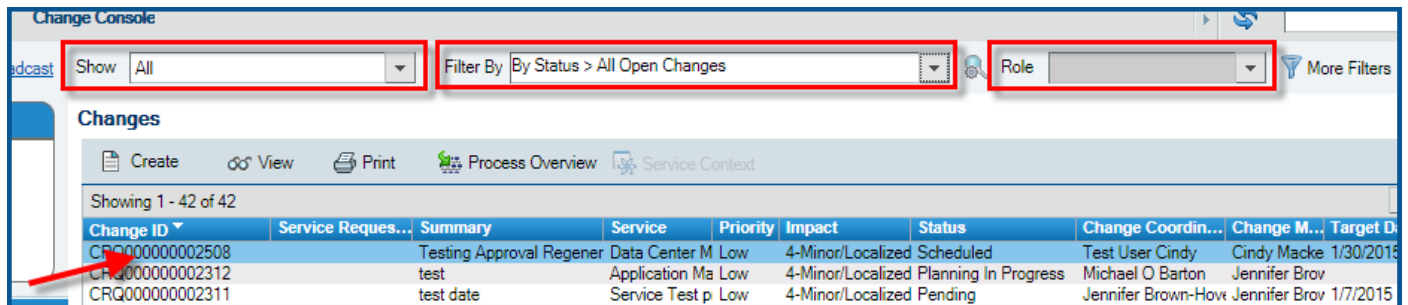 Change Console
adcast Show All Filter By By Status > All Open Changes Role More Filters
Changes
Create View Print Process Overview Service Context
Showing 1 - 42 of 42
Change ID Service Reques... Summary Service Priority Impact Status Change Coordin... Change M... Target Da
CRQ000000002508 Testing Approval Regener Data Center M Low 4-Minor/Localized Scheduled Test User Cindy Cindy Macke 1/30/2015
CRQ000000002312 test Application Ma Low 4-Minor/Localized Planning In Progress Michael O Barton Jennifer Brov
CRQ000000002311 test date Service Test p Low 4-Minor/Localized Pending Jennifer Brown-Hove Jennifer Brov 1/7/2015